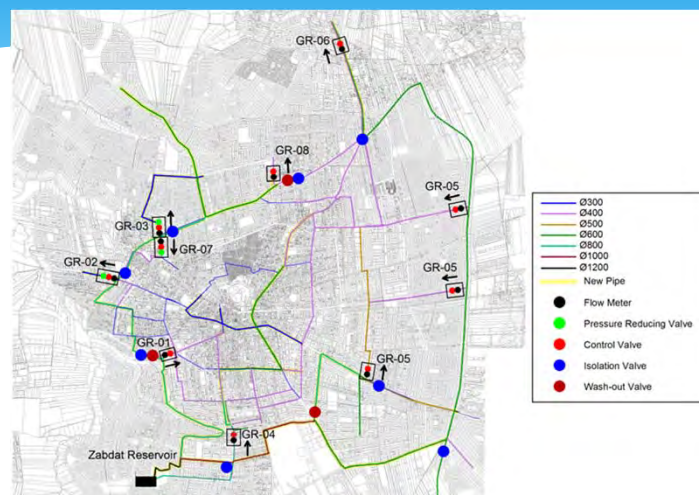 GR-06
GR-08
GR-05
GR-03
GR-07
GR-02
GR-05
GR-01
GR-05
GR-04
Zabdat Reservoir
Ø300
Ø400
Ø500
Ø600
Ø800
Ø1000
Ø1200
New Pipe
Flow Meter
Pressure Reducing Valve
Control Valve
Isolation Valve
Wash-out Valve